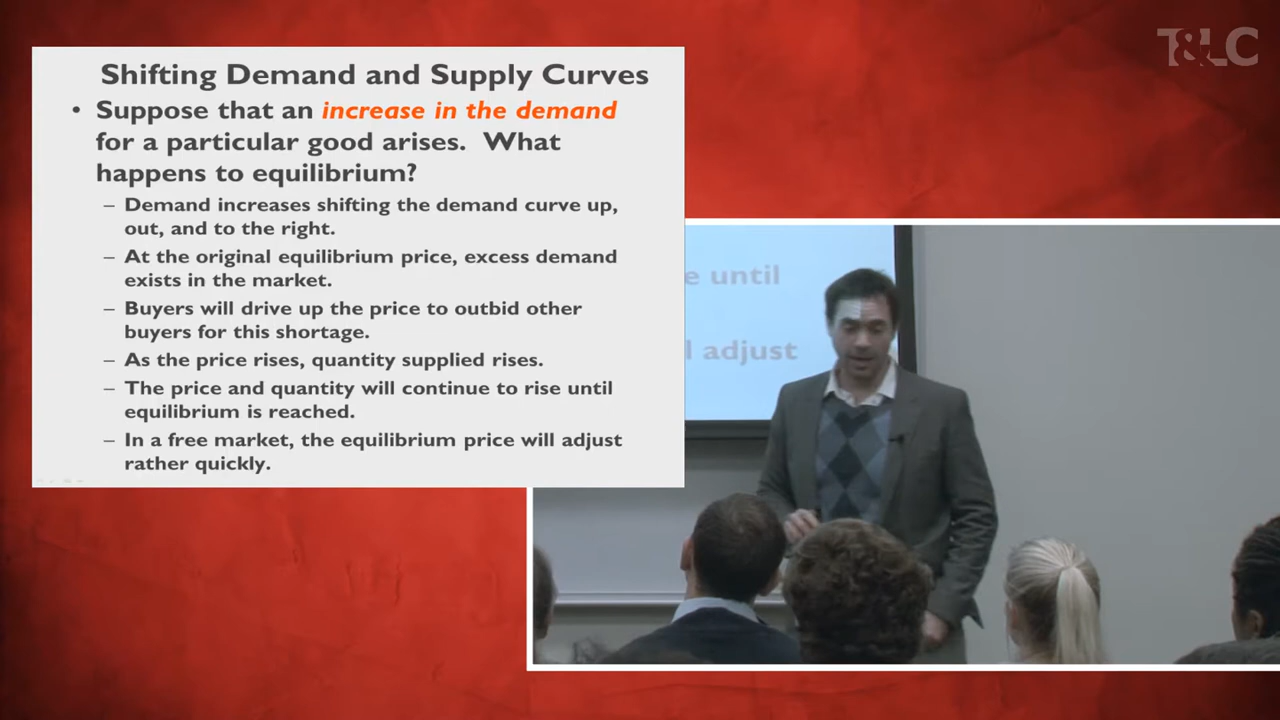 T&LC
Shifting Demand and Supply Curves
• Suppose that an increase in the demand
for a particular good arises. What
happens to equilibrium?
– Demand increases shifting the demand curve up,
out, and to the right.
– At the original equilibrium price, excess demand
exists in the market.
– Buyers will drive up the price to outbid other
buyers for this shortage.
– As the price rises, quantity supplied rises.
– The price and quantity will continue to rise until
equilibrium is reached.
– In a free market, the equilibrium price will adjust
rather quickly.
e until
l adjust